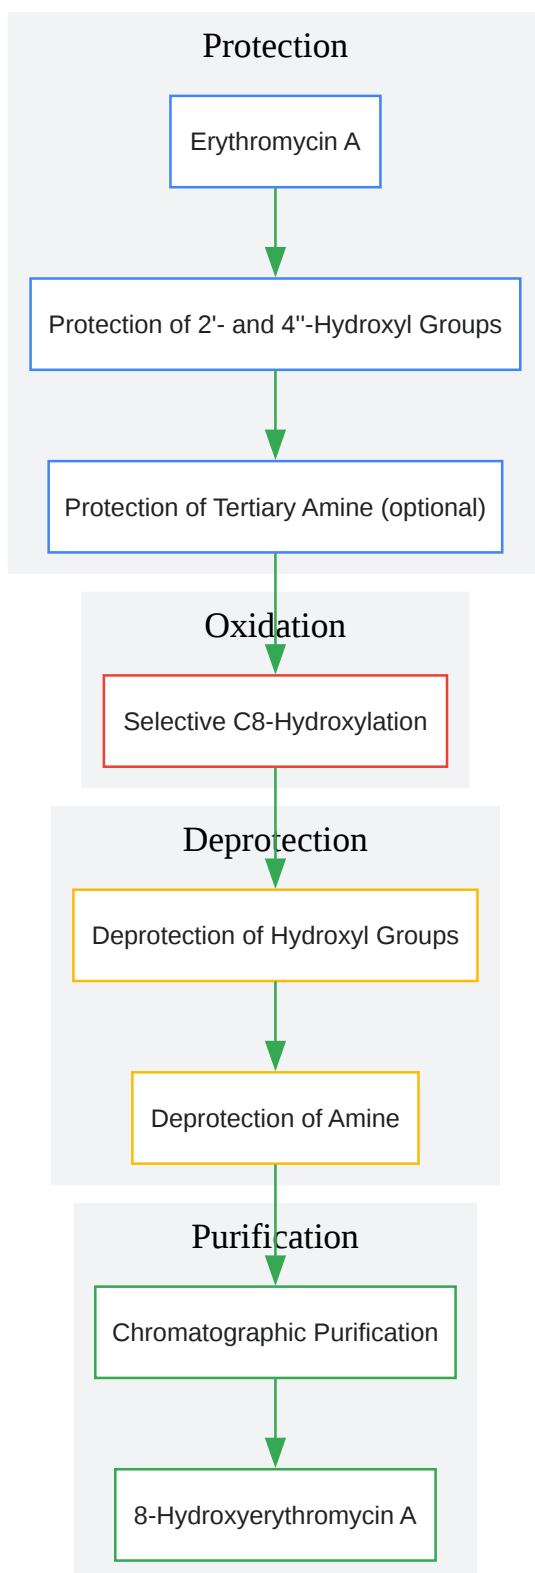 Protection
Erythromycin A
Protection of 2'- and 4''-Hydroxyl Groups
Protection of Tertiary Amine (optional)
Oxidation
Selective C8-Hydroxylation
Deprotection
Deprotection of Hydroxyl Groups
Deprotection of Amine
Purification
Chromatographic Purification
8-Hydroxyerythromycin A